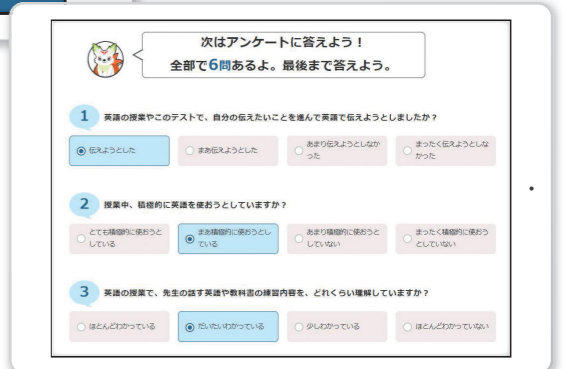 次はアンケートに答えよう！
全部で6問あるよ。最後まで答えよう。
1 英語の授業やこのテストで、自分の伝えたいことを進んで英語で伝えようとしましたか？
伝えようとした
まあ伝えようとした
あまり伝えようとしなか
った
まったく伝えようとしな
かった
2 授業中、積極的に英語を使おうとしていますか？
とても積極的に使おうと
している
まあ積極的に使おうとし
ている
あまり積極的に使おうと
していない
まったく積極的に使おう
としていない
3 英語の授業で、先生の話す英語や教科書の練習内容を、どれくらい理解していますか？
ほとんどわかっている
だいたいわかっている
少しわかっている
ほとんどわかっていない